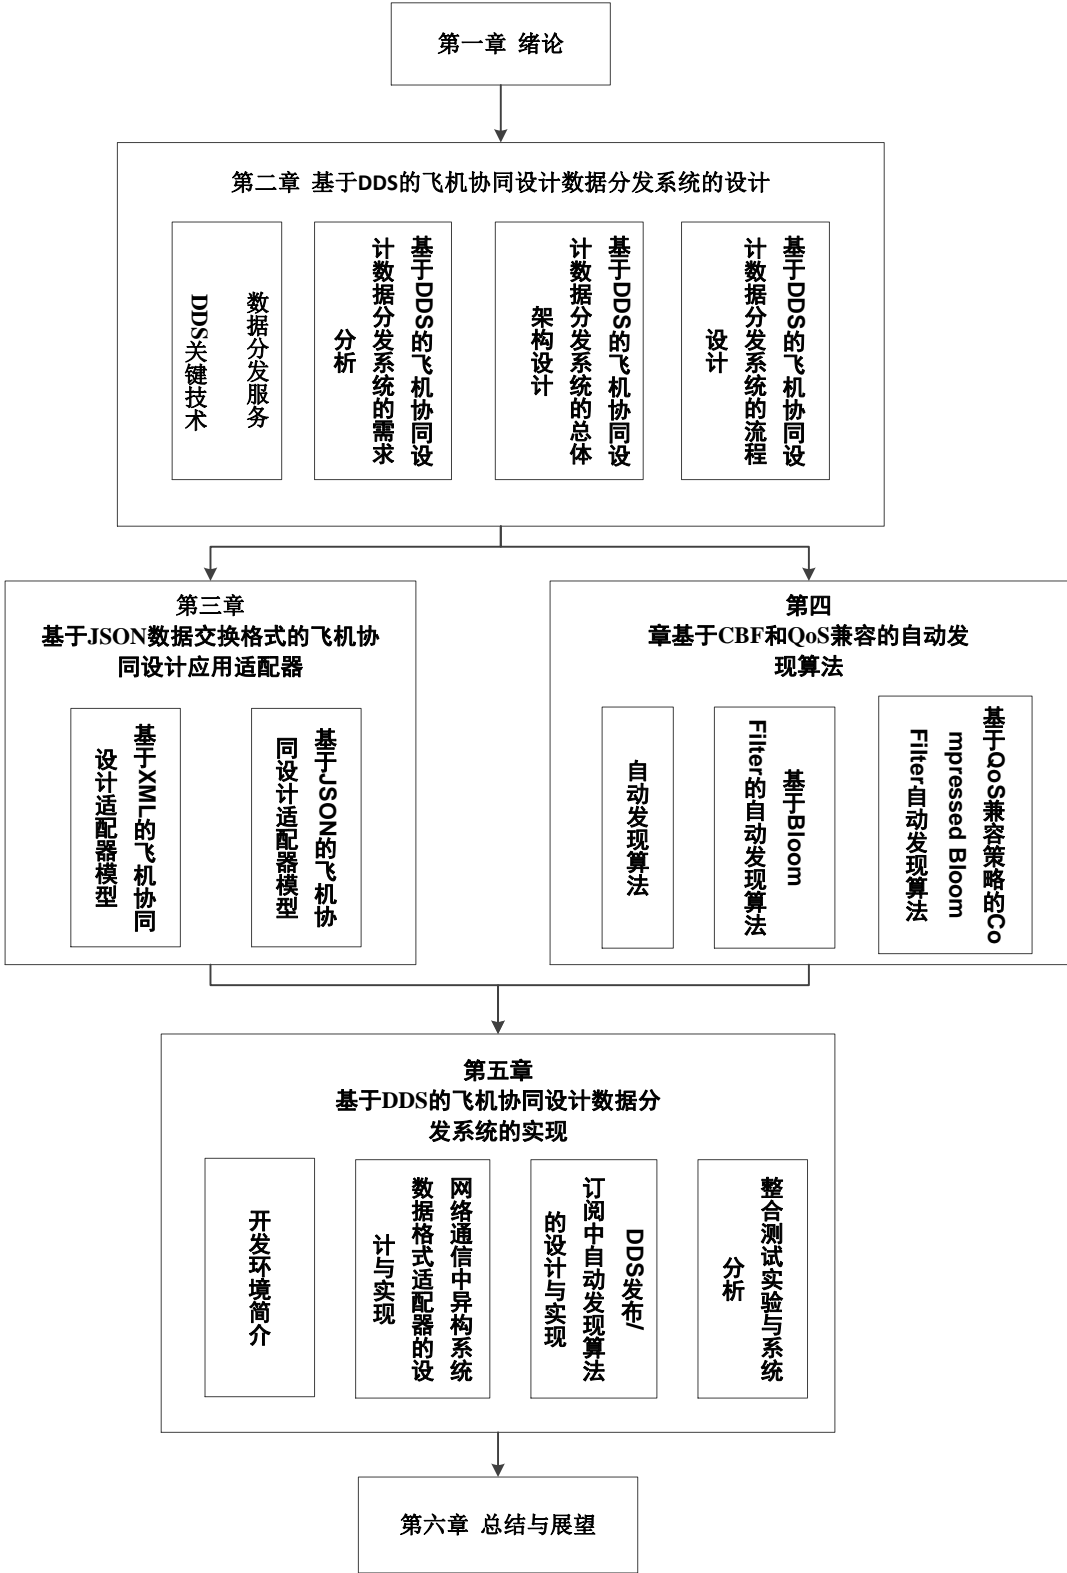 第一章 绪论
第二章 基于DDS的飞机协同设计数据分发系统的设计
数据分发服务
DDS关键技术
基于DDS的飞机协同设
计数据分发系统的需求
分析
基于DDS的飞机协同设
计数据分发系统的总体
架构设计
基于DDS的飞机协同设
计数据分发系统的流程
设计
第三章
基于JSON数据交换格式的飞机协
同设计应用适配器
基于XML的飞机协同
设计适配器模型
基于JSON的飞机协
同设计适配器模型
第四
章基于CBF和QoS兼容的自动发
现算法
自动发现算法
基于Bloom
Filter的自动发现算法
基于QoS兼容策略的Co
mpressed Bloom
Filter自动发现算法
第五章
基于DDS的飞机协同设计数据分
发系统的实现
开发环境简介
网络通信中异构系统
数据格式适配器的设
计与实现
DDS发布/
订阅中自动发现算法
的设计与实现
整合测试实验与系统
分析
第六章 总结与展望